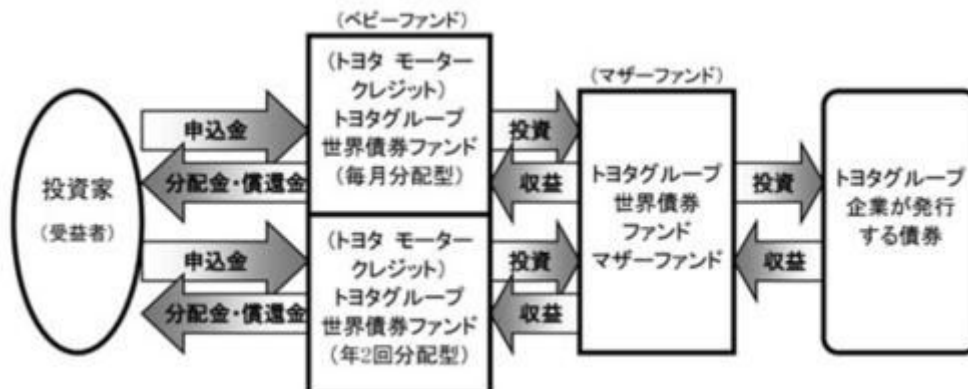 (ベビーファンド)
(トヨタ モーター
クレジット)
トヨタグループ
世界債券ファンド
(毎月分配型)
(マザーファンド)
申込金
投資
分配金・償還金
収益
投資家
(受益者)
トヨタグループ
世界債券
ファンド
マザーファンド
投資
収益
トヨタグループ
企業が発行
する債券
(トヨタ モーター
クレジット)
トヨタグループ
世界債券ファンド
(年2回分配型)
申込金
投資
分配金・償還金
収益